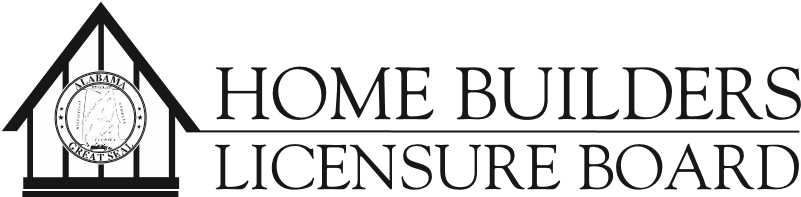 HOME BUILDERS
LICENSURE BOARD
ALABAMA
GREAT SEAL